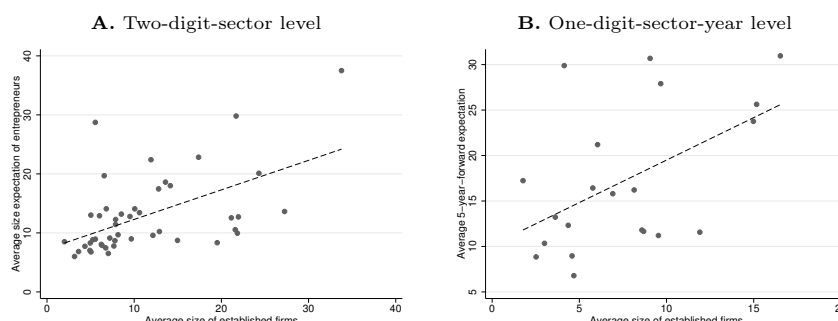 A. Two-digit-sector level
Average size expectation of entrepreneurs
40
30
20
10
0
0 10 20 30 40
Average size of established firms
B. One-digit-sector-year level
Average 5-year-forward expectation
30
25
20
15
10
5
0 5 10 15
Average size of established firms